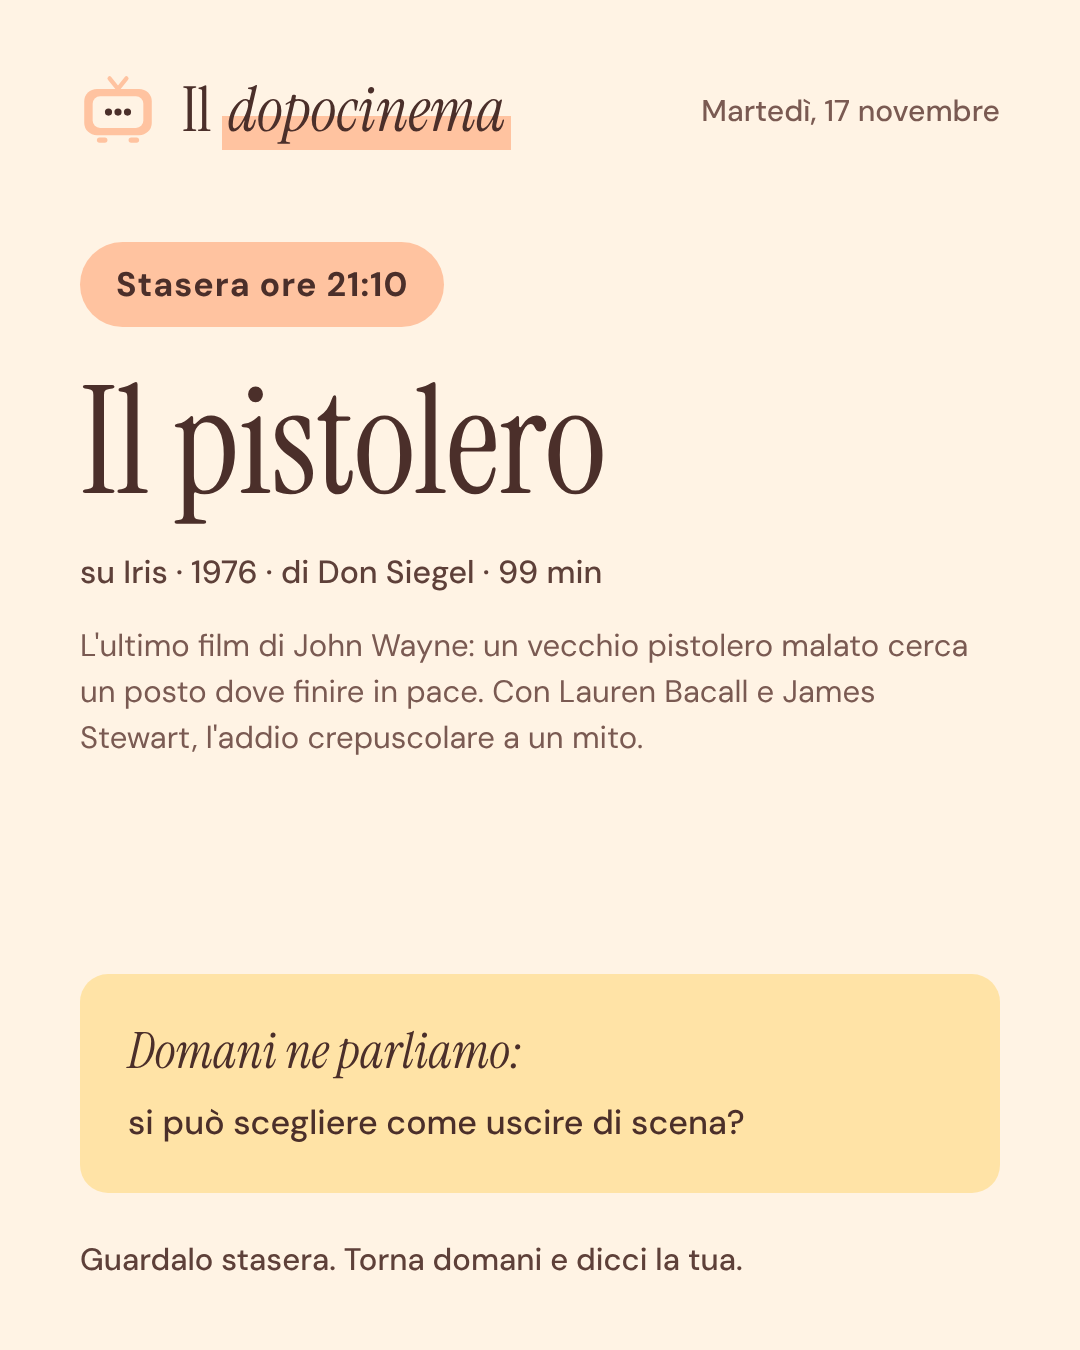 Il dopocinema
Martedì, 17 novembre
Stasera ore 21:10
Il pistolero
su Iris · 1976 · di Don Siegel · 99 min
L'ultimo film di John Wayne: un vecchio pistolero malato cerca
un posto dove finire in pace. Con Lauren Bacall e James
Stewart, l'addio crepuscolare a un mito.
Domani ne parliamo:
si può scegliere come uscire di scena?
Guardalo stasera. Torna domani e dicci la tua.